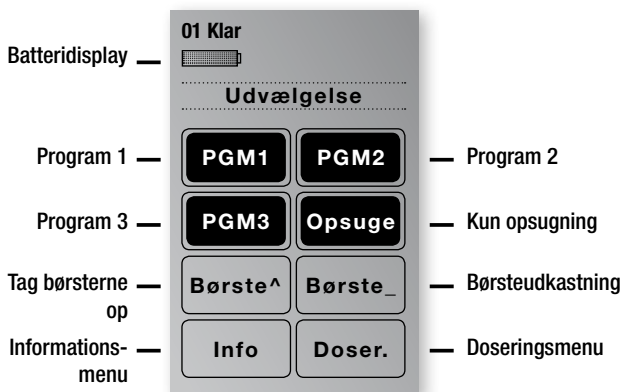 01 Klar
Batteridisplay
Udvælgelse
Program 1
PGM1
PGM2
Program 2
Program 3
PGM3
Opsuge
Kun opsugning
Tag børsterne
op
Børste^
Børste_
Børsteudkastning
Informations-
menu
Info
Doser.
Doseringsmenu